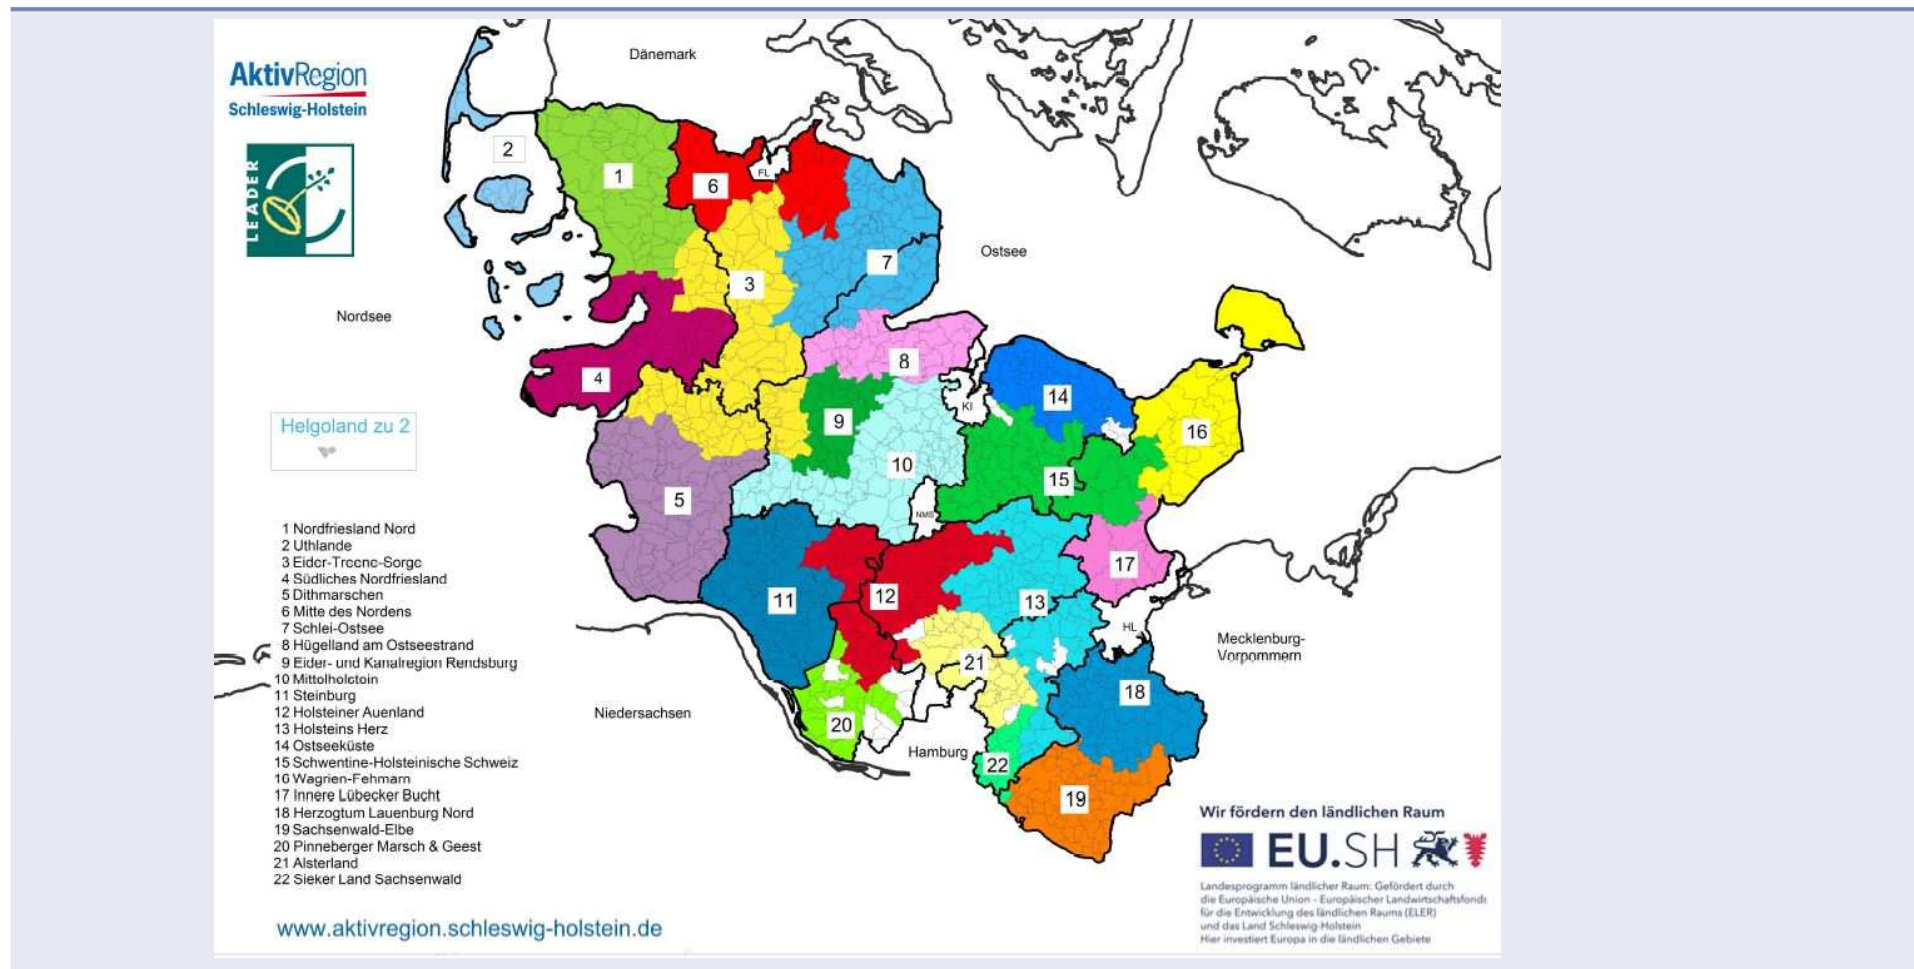 AktivRegion
Schleswig-Holstein
LEADER
Dänemark
Ostsee
Nordsee
Helgoland zu 2
Niedersachsen
Hamburg
Mecklenburg-
Vorpommern
FL
KI
NMS
HL
1
2
3
4
5
6
7
8
9
10
11
12
13
14
15
16
17
18
19
20
21
22
1 Nordfriesland Nord
2 Uthlande
3 Eider-Treene-Sorge
4 Südliches Nordfriesland
5 Dithmarschen
6 Mitte des Nordens
7 Schlei-Ostsee
8 Hügelland am Ostseestrand
9 Eider- und Kanalregion Rendsburg
10 Mittelholstein
11 Steinburg
12 Holsteiner Auenland
13 Holsteins Herz
14 Ostseeküste
15 Schwentine-Holsteinische Schweiz
16 Wagrien-Fehmarn
17 Innere Lübecker Bucht
18 Herzogtum Lauenburg Nord
19 Sachsenwald-Elbe
20 Pinneberger Marsch & Geest
21 Alsterland
22 Sieker Land Sachsenwald
www.aktivregion.schleswig-holstein.de
Wir fördern den ländlichen Raum
EU.SH
Landesprogramm ländlicher Raum: Gefördert durch
die Europäische Union - Europäischer Landwirtschaftsfonds
für die Entwicklung des ländlichen Raums (ELER)
und das Land Schleswig-Holstein
Hier investiert Europa in die ländlichen Gebiete